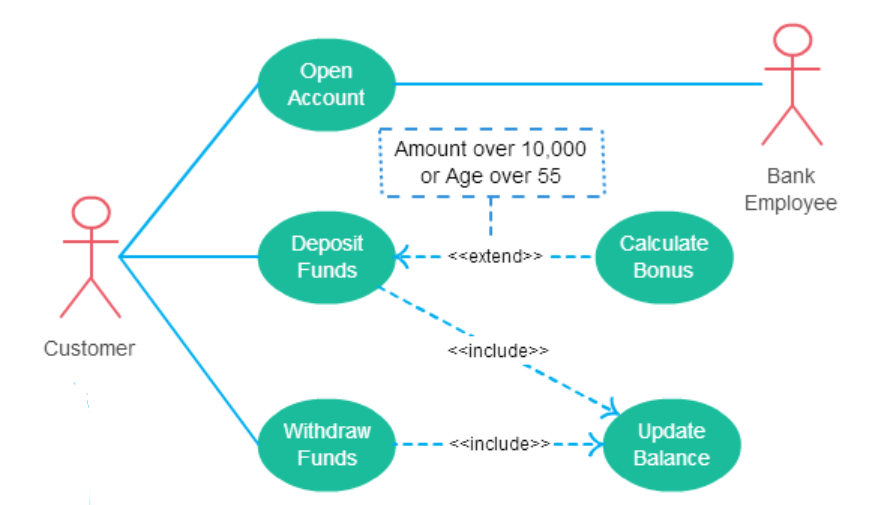 Open
Account
Amount over 10,000
or Age over 55
Bank
Employee
Deposit
Funds
<<extend>>
Calculate
Bonus
Customer
<<include>>
Withdraw
Funds
<<include>>
Update
Balance